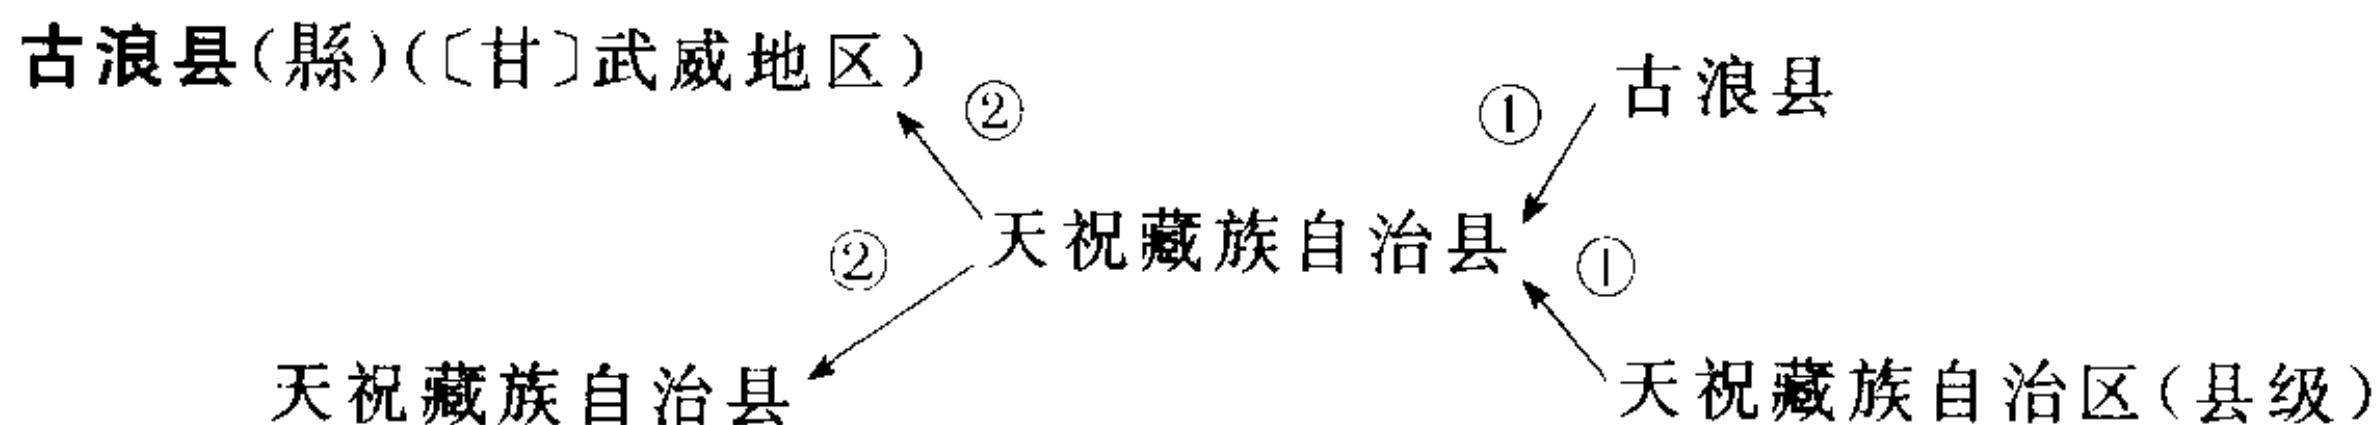 古浪县(縣)(〔甘〕武威地区) ② ① 古浪县
② 天祝藏族自治县 ①
天祝藏族自治县 天祝藏族自治区(县级)